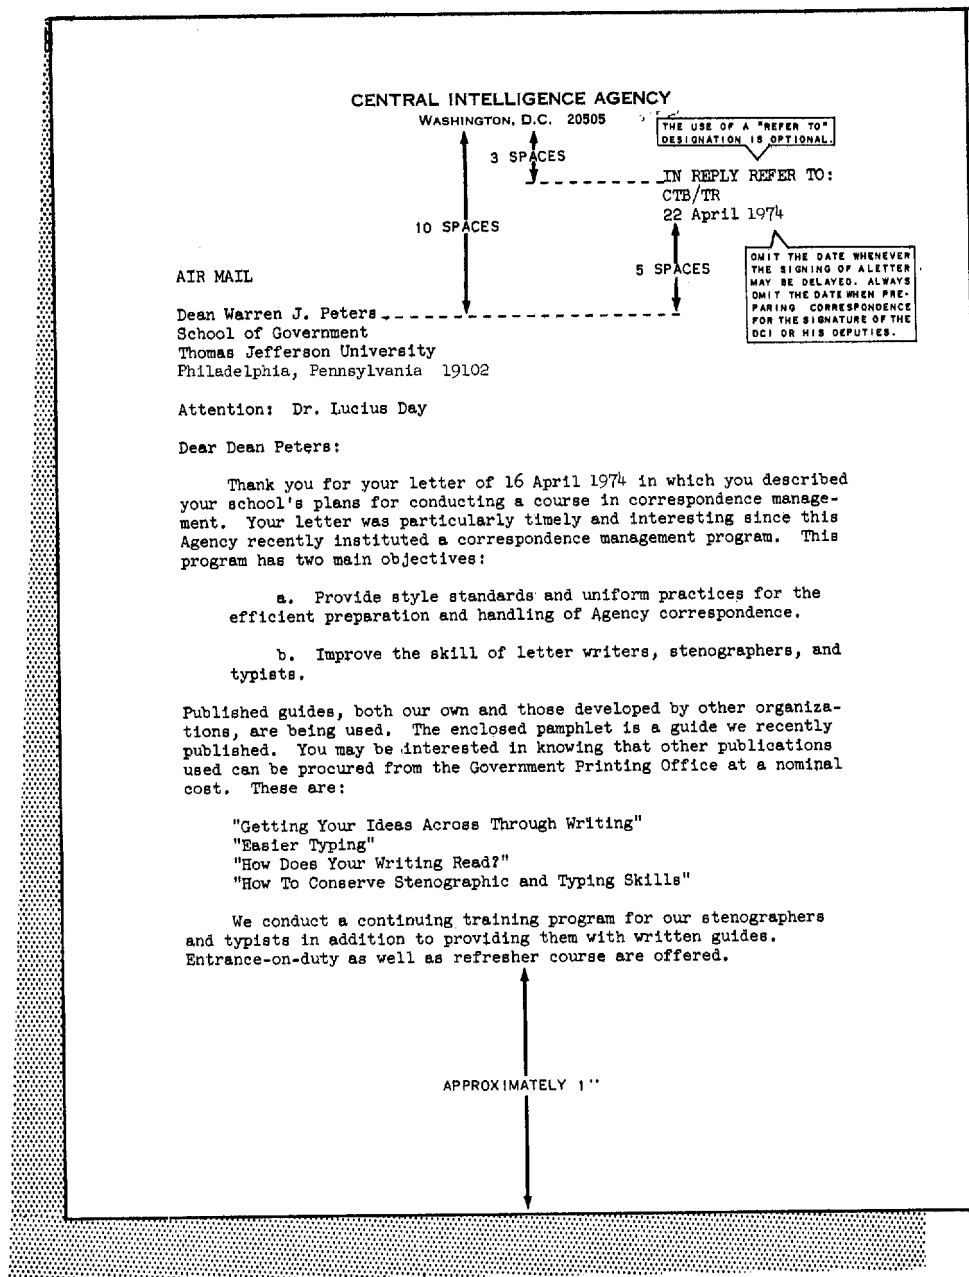 CENTRAL INTELLIGENCE AGENCY
WASHINGTON, D.C. 20505
THE USE OF A "REFER TO"
DESIGNATION IS OPTIONAL.
3 SPACES
IN REPLY REFER TO:
CTB/TR
22 April 1974
10 SPACES
5 SPACES
OMIT THE DATE WHENEVER
THE SIGNING OF A LETTER
MAY BE DELAYED. ALWAYS
OMIT THE DATE WHEN PRE-
PARING CORRESPONDENCE
FOR THE SIGNATURE OF THE
DCI OR HIS DEPUTIES.
AIR MAIL
Dean Warren J. Peters
School of Government
Thomas Jefferson University
Philadelphia, Pennsylvania 19102
Attention: Dr. Lucius Day
Dear Dean Peters:
Thank you for your letter of 16 April 1974 in which you described
your school's plans for conducting a course in correspondence manage-
ment. Your letter was particularly timely and interesting since this
Agency recently instituted a correspondence management program. This
program has two main objectives:
a. Provide style standards and uniform practices for the
efficient preparation and handling of Agency correspondence.
b. Improve the skill of letter writers, stenographers, and
typists.
Published guides, both our own and those developed by other organiza-
tions, are being used. The enclosed pamphlet is a guide we recently
published. You may be interested in knowing that other publications
used can be procured from the Government Printing Office at a nominal
cost. These are:
"Getting Your Ideas Across Through Writing"
"Easier Typing"
"How Does Your Writing Read?"
"How To Conserve Stenographic and Typing Skills"
We conduct a continuing training program for our stenographers
and typists in addition to providing them with written guides.
Entrance-on-duty as well as refresher course are offered.
APPROXIMATELY 1"